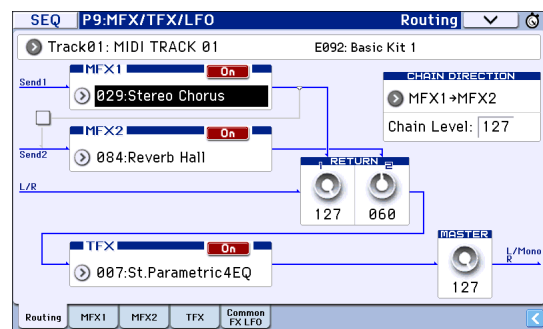 SEQ P9:MFX/TFX/LFO Routing
Track01: MIDI TRACK 01 E092: Basic Kit 1
MFX1 On
Send1
029:Stereo Chorus
CHAIN DIRECTION
MFX1→MFX2
Chain Level: 127
MFX2 On
Send2
084:Reverb Hall
L/R
RETURN
1 2
127 060
TFX On
007:St.Parametric4EQ
MASTER
127
L/Mono
R
Routing MFX1 MFX2 TFX Common FX LFO